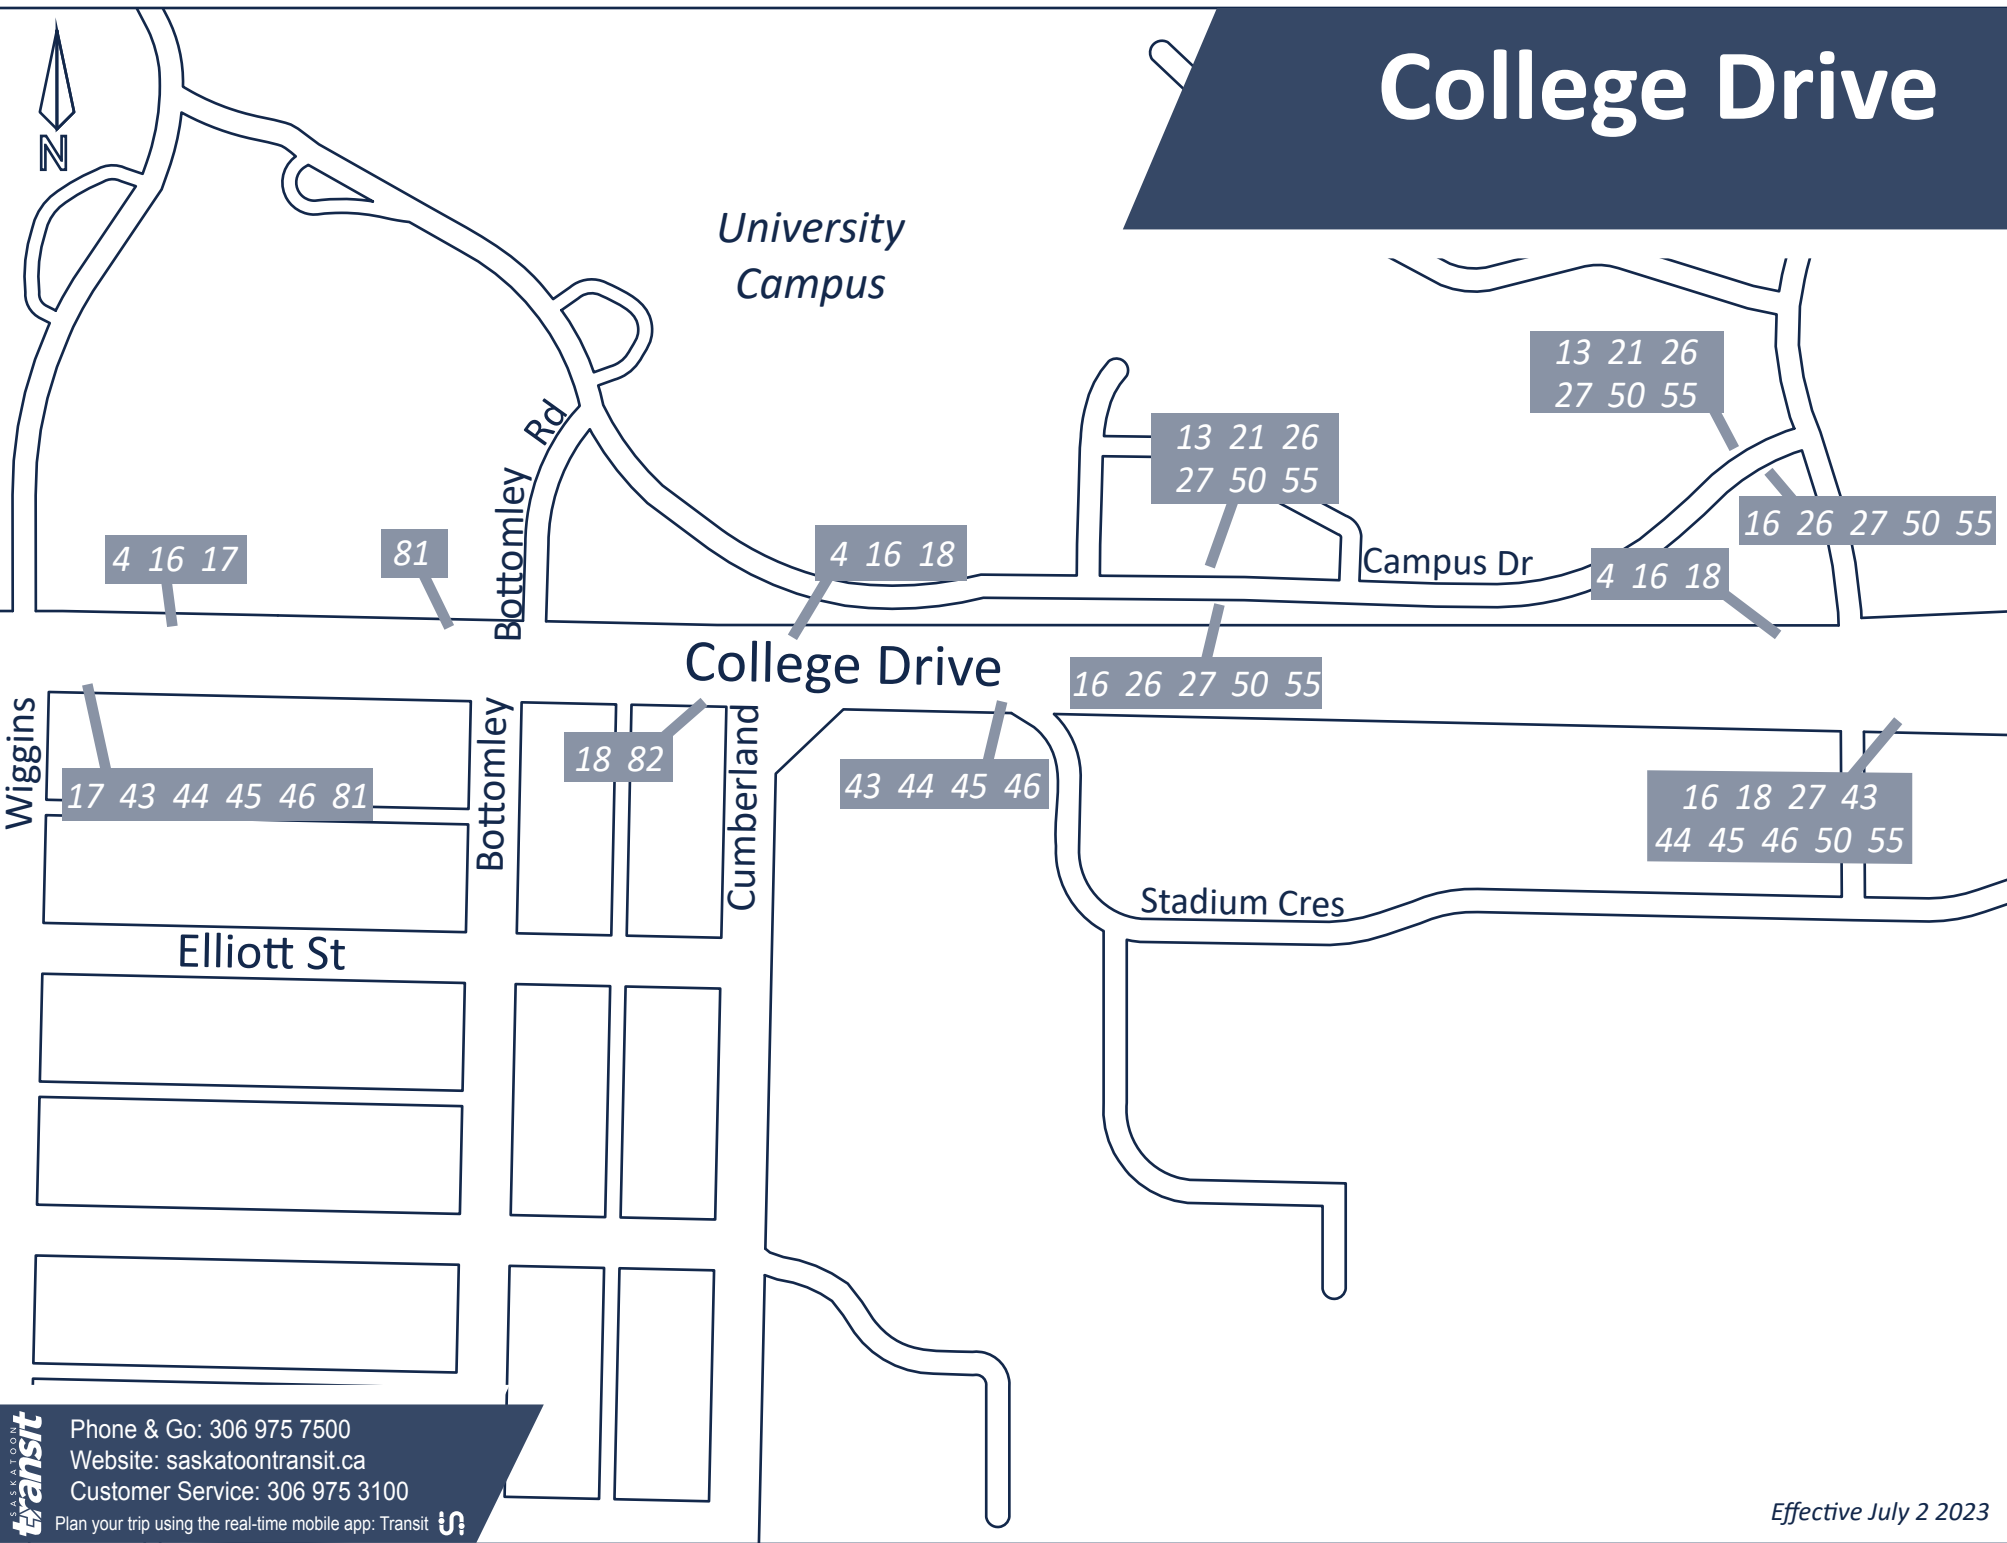 College Drive
N
University
Campus
13 21 26
27 50 55
13 21 26
27 50 55
16 26 27 50 55
Rd
Bottomley
4 16 17
81
4 16 18
Campus Dr
4 16 18
College Drive
16 26 27 50 55
Wiggins
Bottomley
18 82
Cumberland
17 43 44 45 46 81
43 44 45 46
16 18 27 43
44 45 46 50 55
Stadium Cres
Elliott St
SASKATOON
transit
Phone & Go: 306 975 7500
Website: saskatoontransit.ca
Customer Service: 306 975 3100
Plan your trip using the real-time mobile app: Transit
Effective July 2 2023